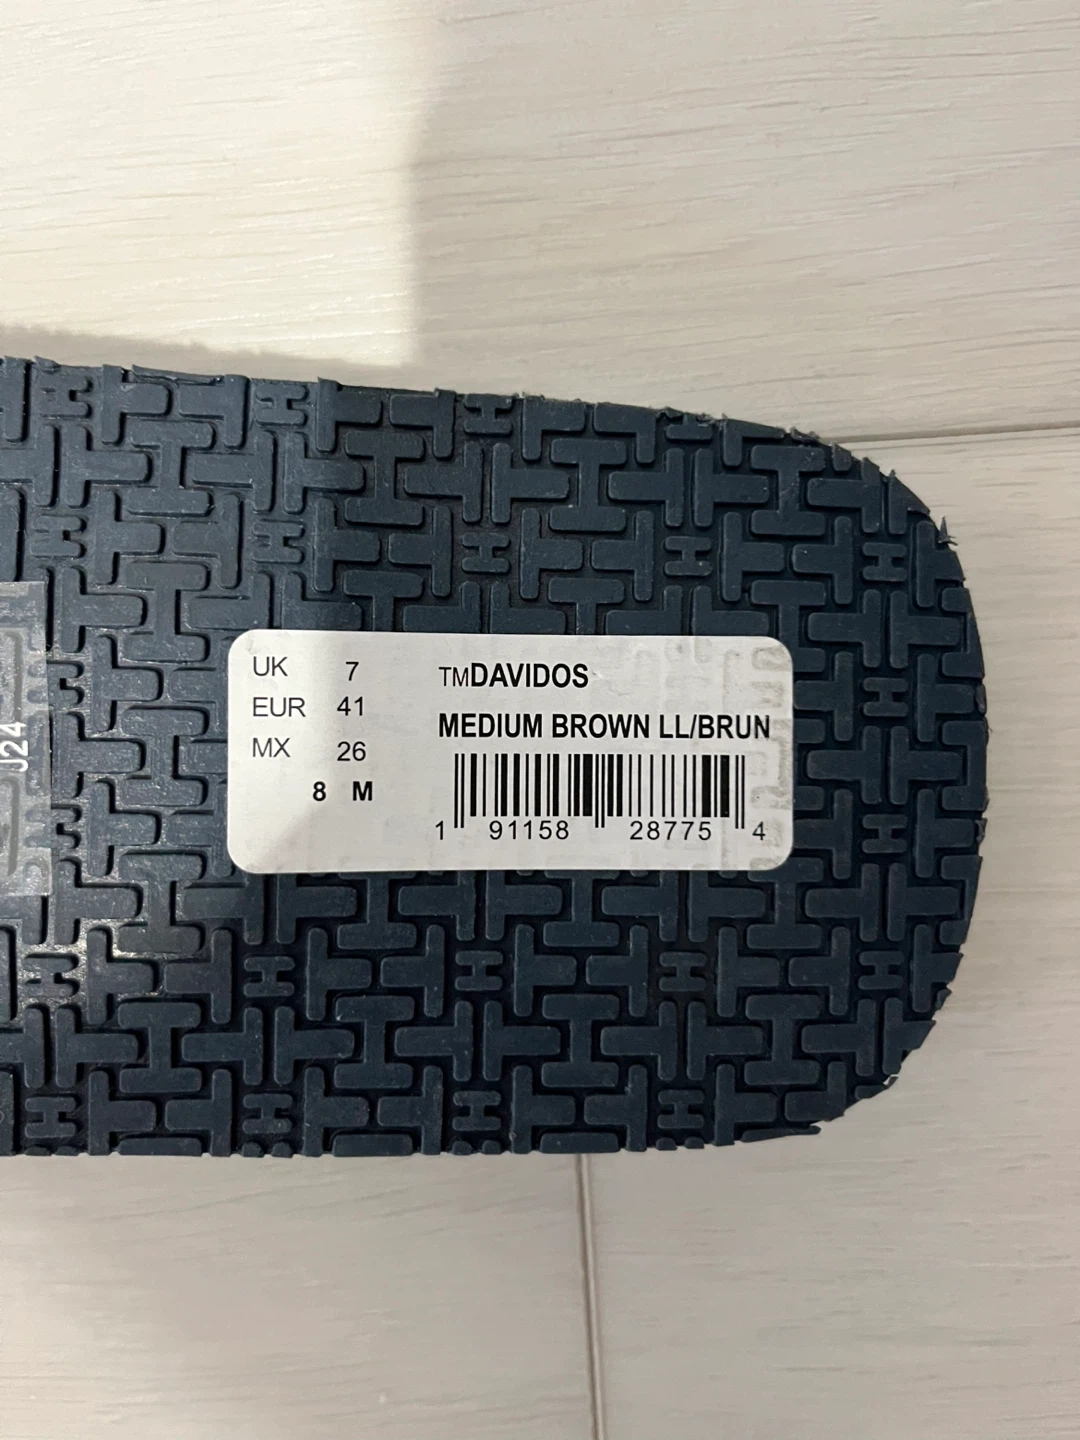 UK 7
EUR 41
MX 26
8 M
TMDAVIDOS
MEDIUM BROWN LL/BRUN
1 91158 28775 4
J24